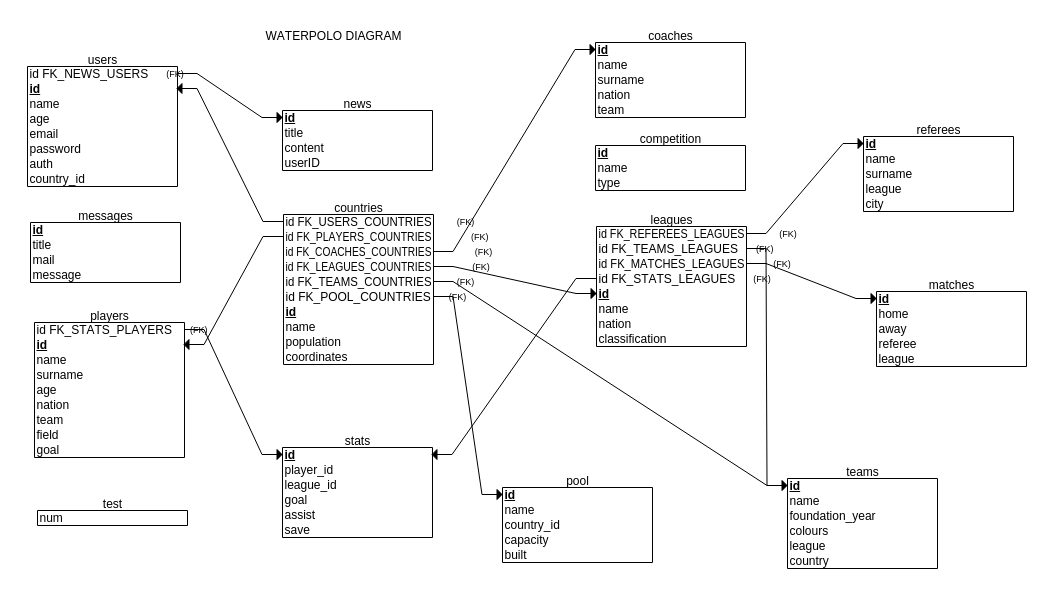 WATERPOLO DIAGRAM
users
id FK_NEWS_USERS (FK)
id
name
age
email
password
auth
country_id
messages
id
title
mail
message
players
id FK_STATS_PLAYERS (FK)
id
name
surname
age
nation
team
field
goal
test
num
news
id
title
content
userID
countries
id FK_USERS_COUNTRIES (FK)
id FK_PLAYERS_COUNTRIES (FK)
id FK_COACHES_COUNTRIES (FK)
id FK_LEAGUES_COUNTRIES (FK)
id FK_TEAMS_COUNTRIES (FK)
id FK_POOL_COUNTRIES (FK)
id
name
population
coordinates
stats
id
player_id
league_id
goal
assist
save
coaches
id
name
surname
nation
team
competition
id
name
type
leagues
id FK_REFEREES_LEAGUES (FK)
id FK_TEAMS_LEAGUES (FK)
id FK_MATCHES_LEAGUES (FK)
id FK_STATS_LEAGUES (FK)
id
name
nation
classification
pool
id
name
country_id
capacity
built
referees
id
name
surname
league
city
matches
id
home
away
referee
league
teams
id
name
foundation_year
colours
league
country